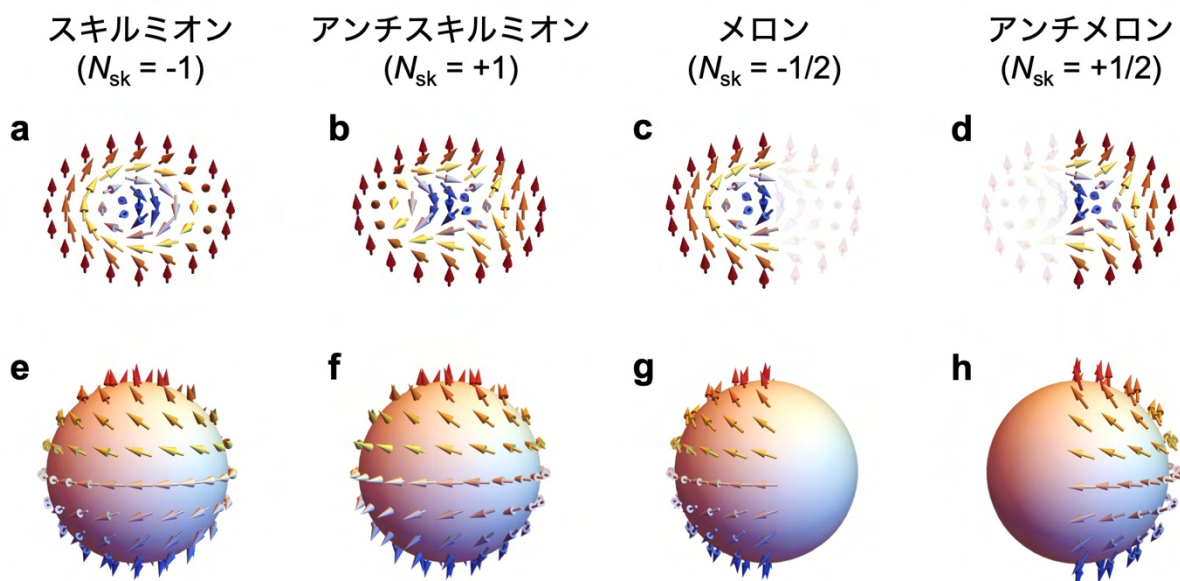 スキルミオン
(Nsk = -1)
アンチスキルミオン
(Nsk = +1)
メロン
(Nsk = -1/2)
アンチメロン
(Nsk = +1/2)
a
b
c
d
e
f
g
h